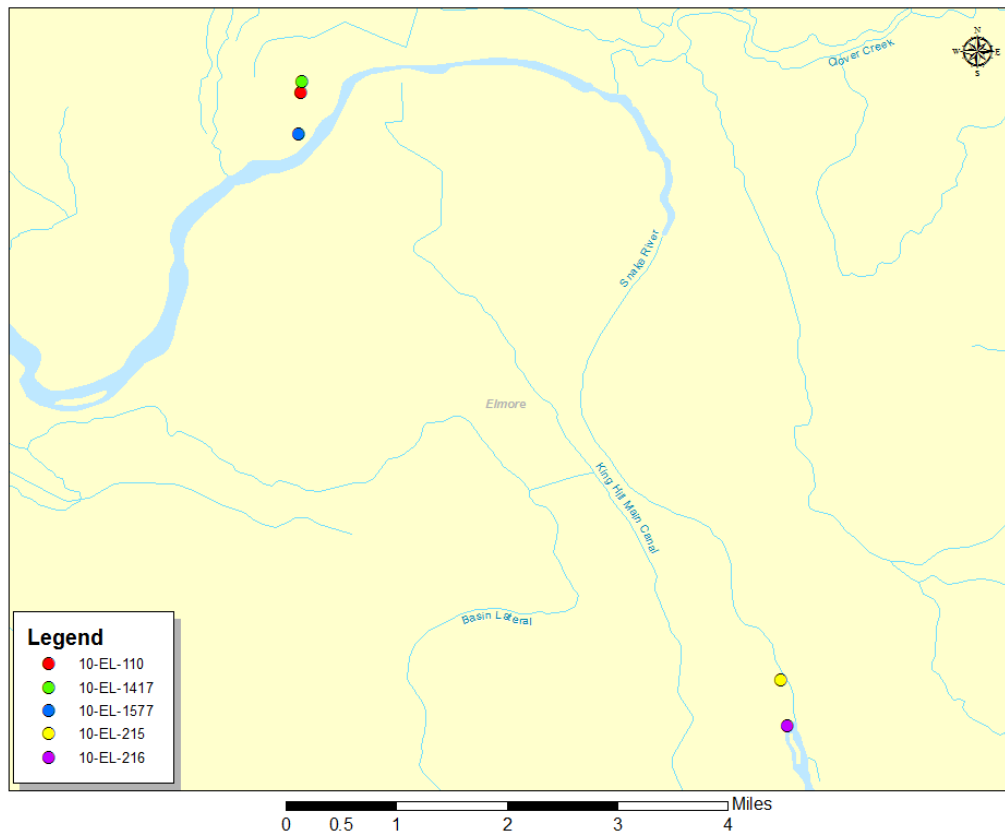 N
W E
S
Clover Creek
Snake River
Elmore
King Hill Main Canal
Basin Lateral
Legend
10-EL-110
10-EL-1417
10-EL-1577
10-EL-215
10-EL-216
Miles
0 0.5 1 2 3 4